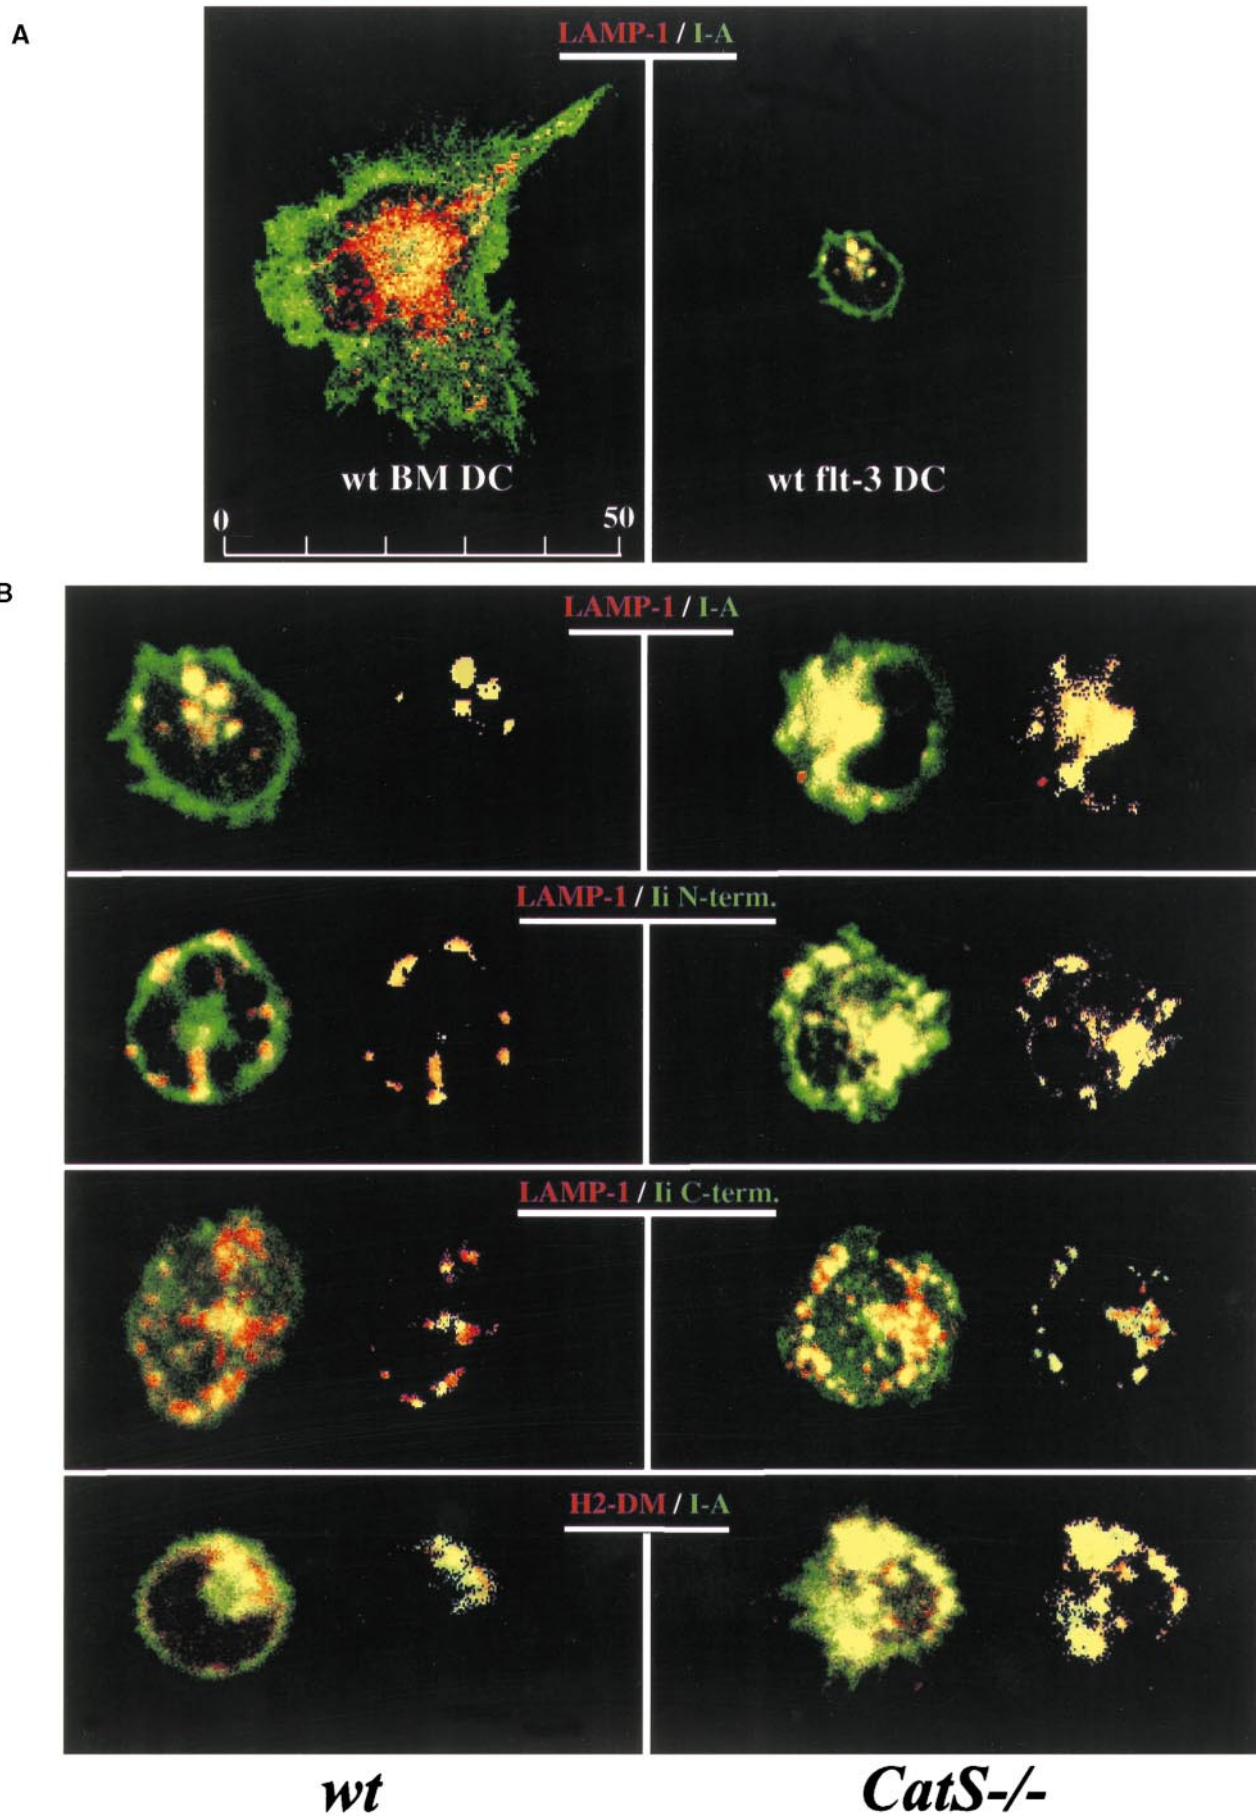 A
LAMP-1 / I-A
wt BM DC
wt flt-3 DC
0 50
B
LAMP-1 / I-A
LAMP-1 / Ii N-term.
LAMP-1 / Ii C-term.
H2-DM / I-A
wt CatS-/-